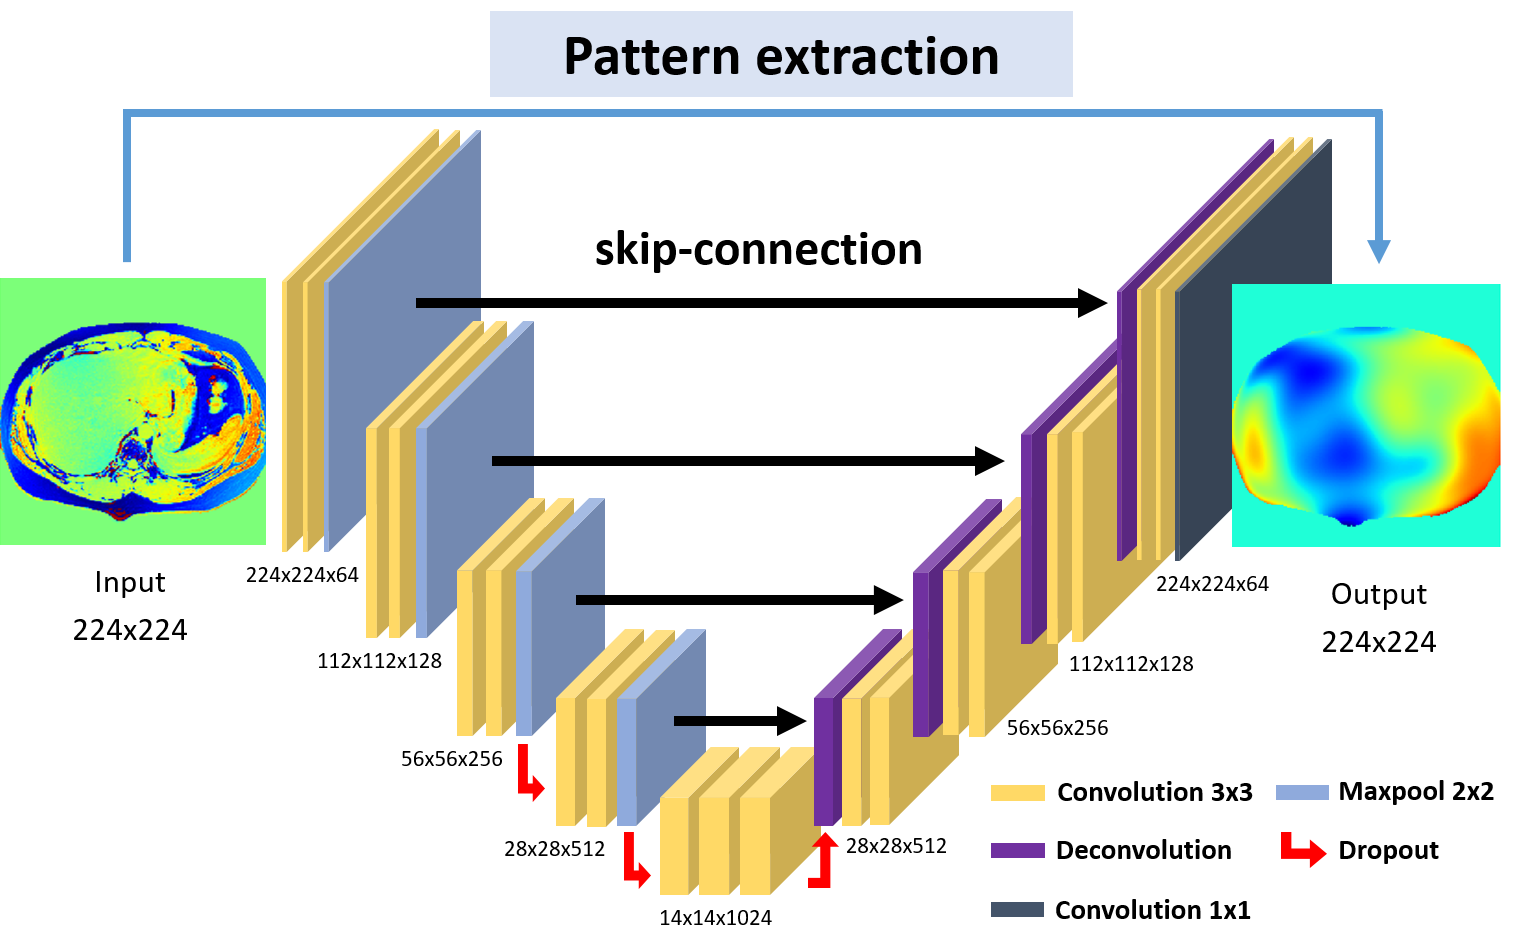 Pattern extraction
skip-connection
Input
224x224
224x224x64
112x112x128
56x56x256
28x28x512
14x14x1024
28x28x512
56x56x256
112x112x128
224x224x64
Output
224x224
Convolution 3x3
Maxpool 2x2
Deconvolution
Dropout
Convolution 1x1